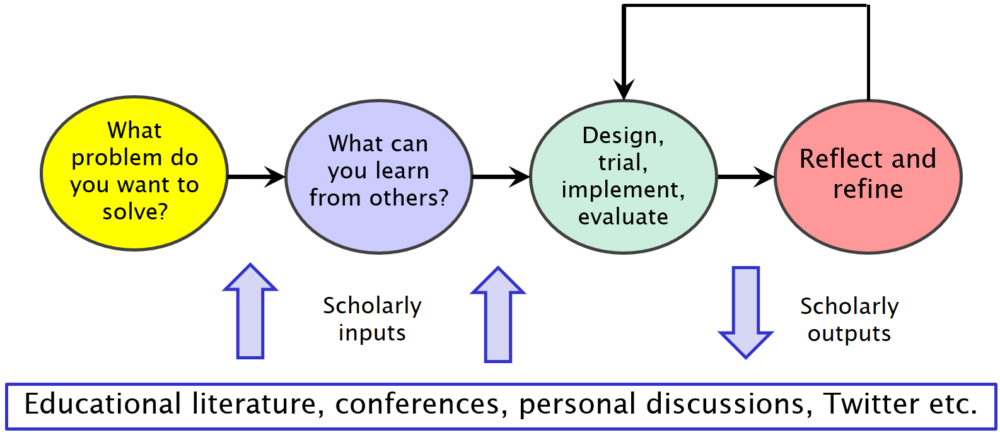 What
problem do
you want to
solve?
What can
you learn
from others?
Design,
trial,
implement,
evaluate
Reflect and
refine
Scholarly
inputs
Scholarly
outputs
Educational literature, conferences, personal discussions, Twitter etc.